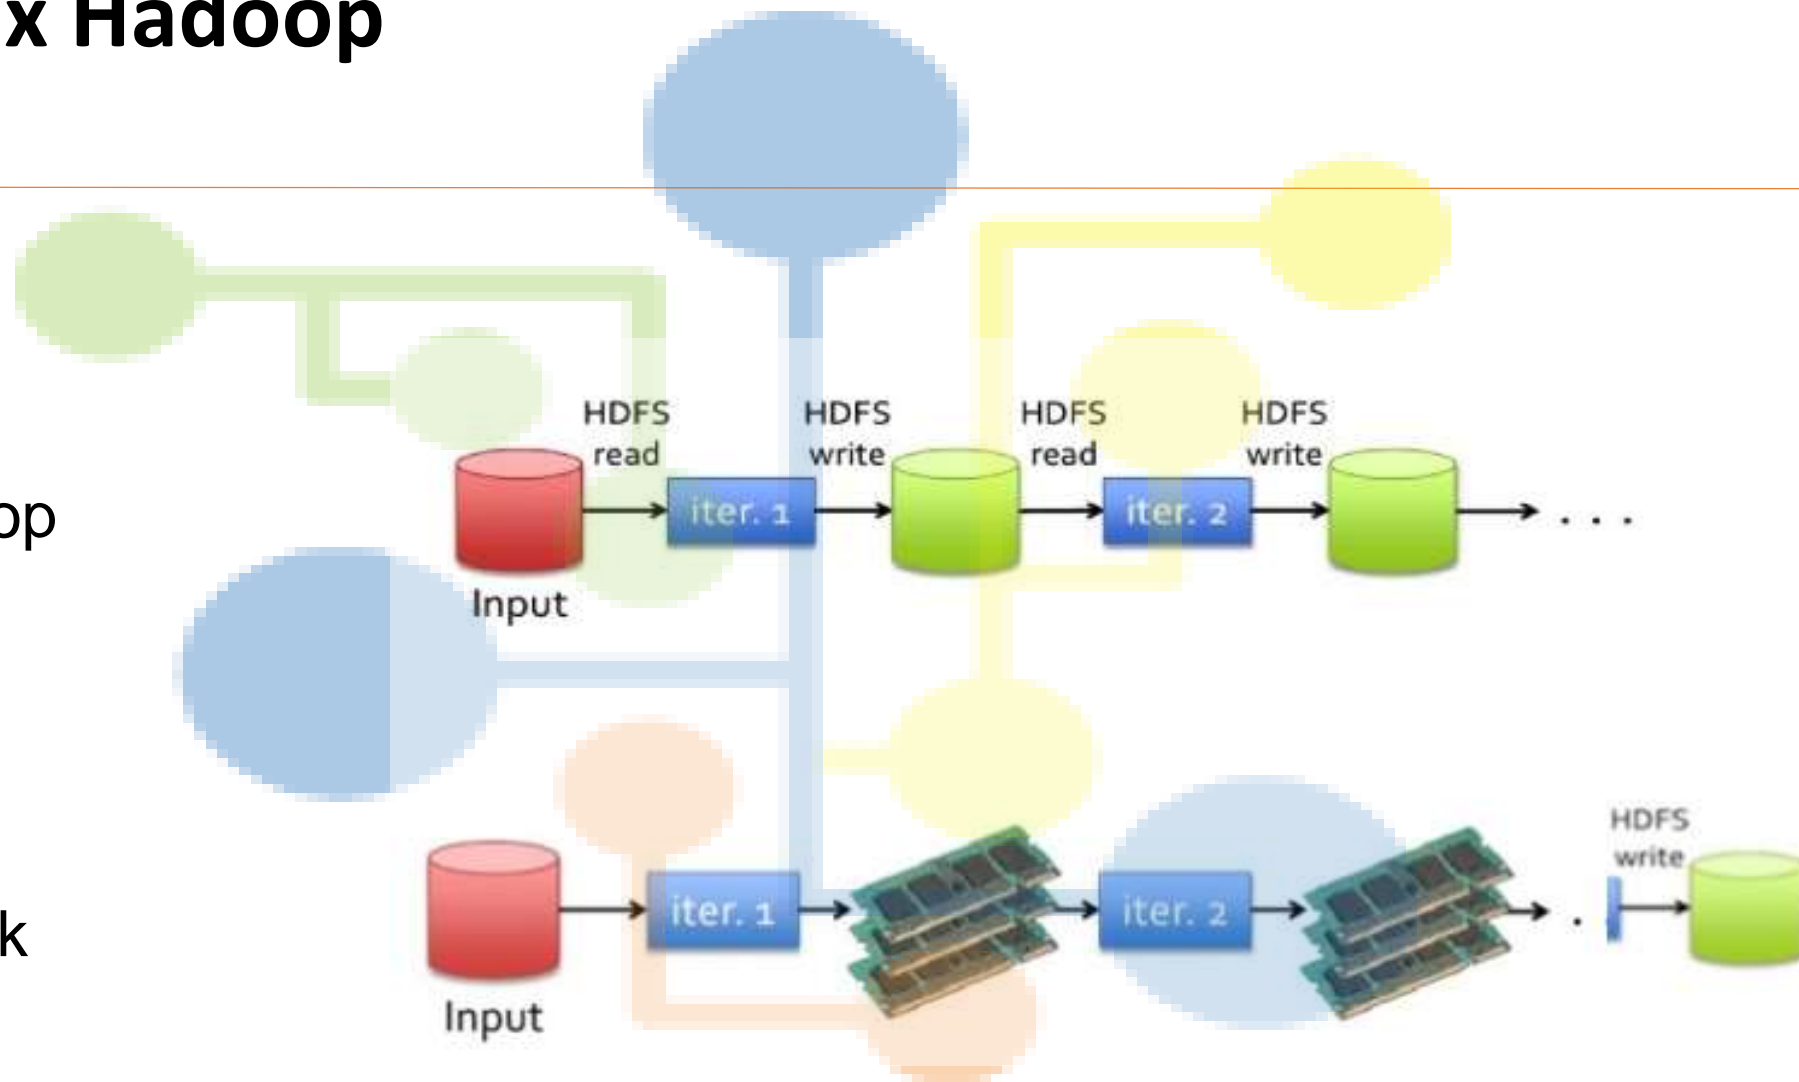 x Hadoop
HDFS
read
HDFS
write
HDFS
read
HDFS
write
iter. 1
iter. 2
. . .
op
Input
HDFS
write
iter. 1
iter. 2
.
k
Input